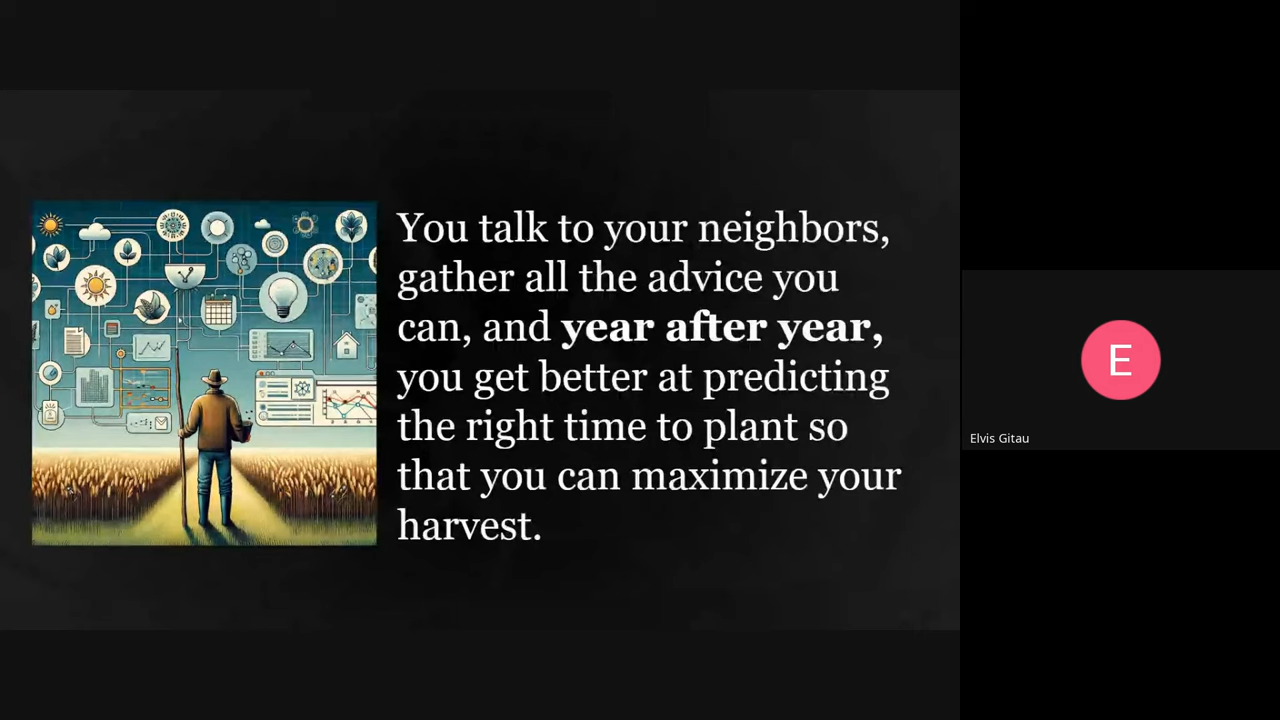 You talk to your neighbors,
gather all the advice you
can, and year after year,
you get better at predicting
the right time to plant so
that you can maximize your
harvest.
E
Elvis Gitau